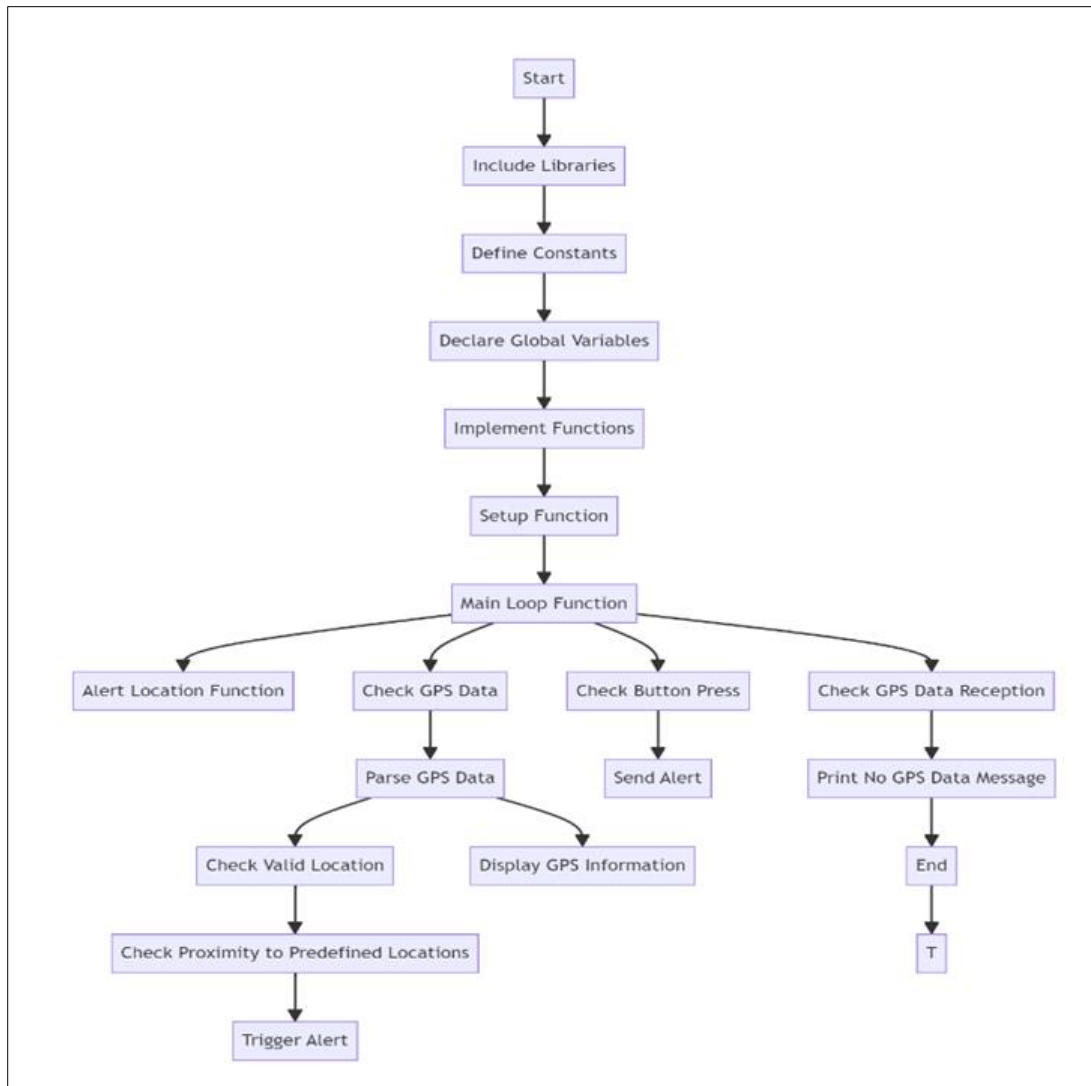 Start
Include Libraries
Define Constants
Declare Global Variables
Implement Functions
Setup Function
Main Loop Function
Alert Location Function
Check GPS Data
Check Button Press
Check GPS Data Reception
Parse GPS Data
Send Alert
Print No GPS Data Message
Check Valid Location
Display GPS Information
End
Check Proximity to Predefined Locations
T
Trigger Alert